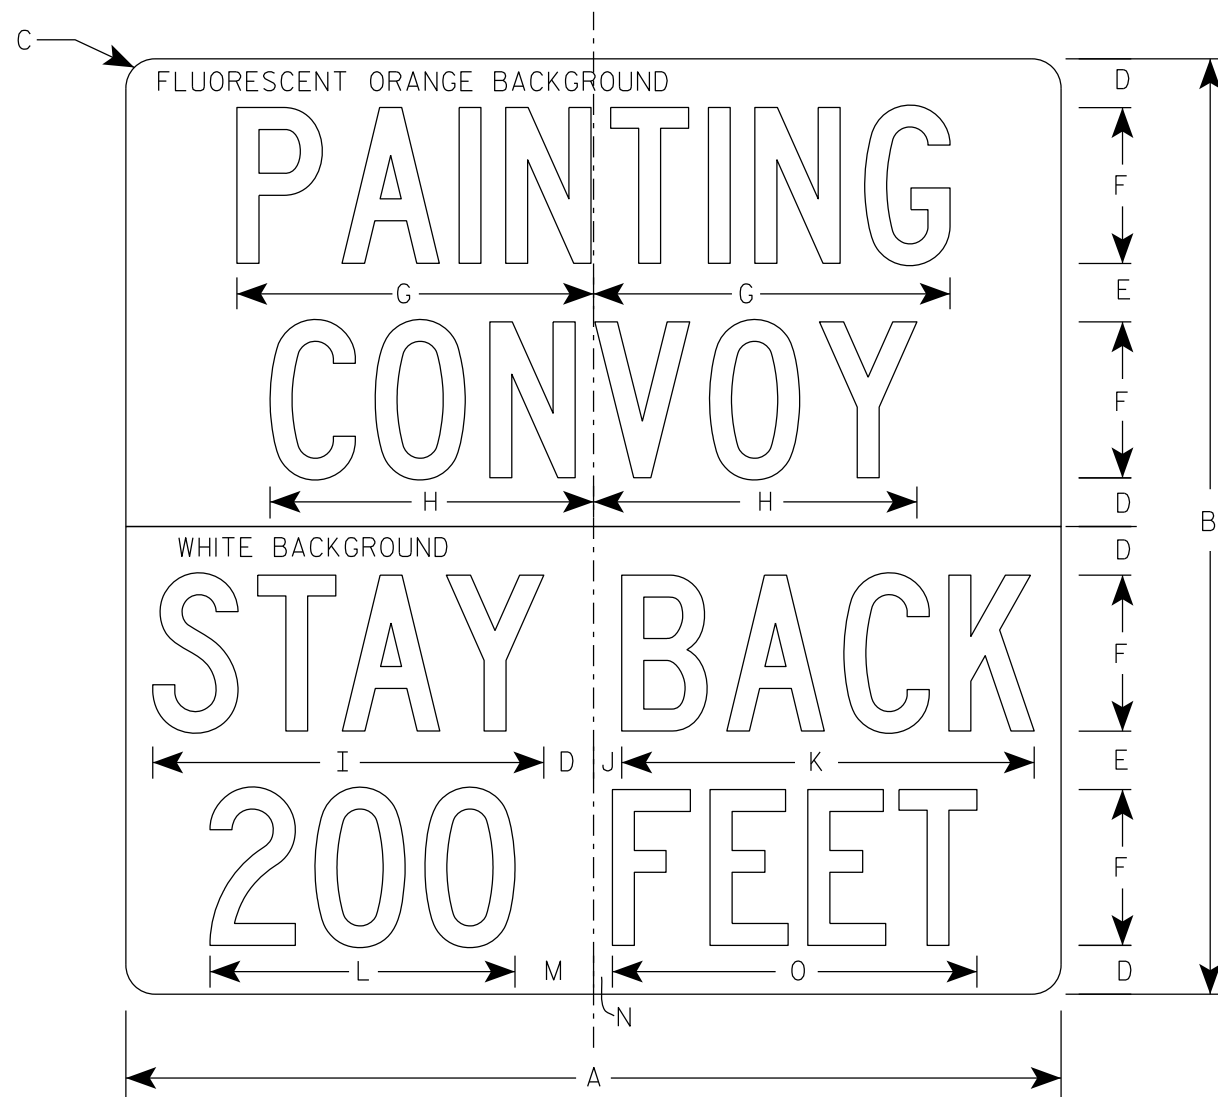 C
FLUORESCENT ORANGE BACKGROUND
D
PAINTING
F
G G
E
CONVOY
F
H H
D
B
WHITE BACKGROUND
D
STAY BACK
F
I D J K
E
200 FEET
F
L M O
D
N
A